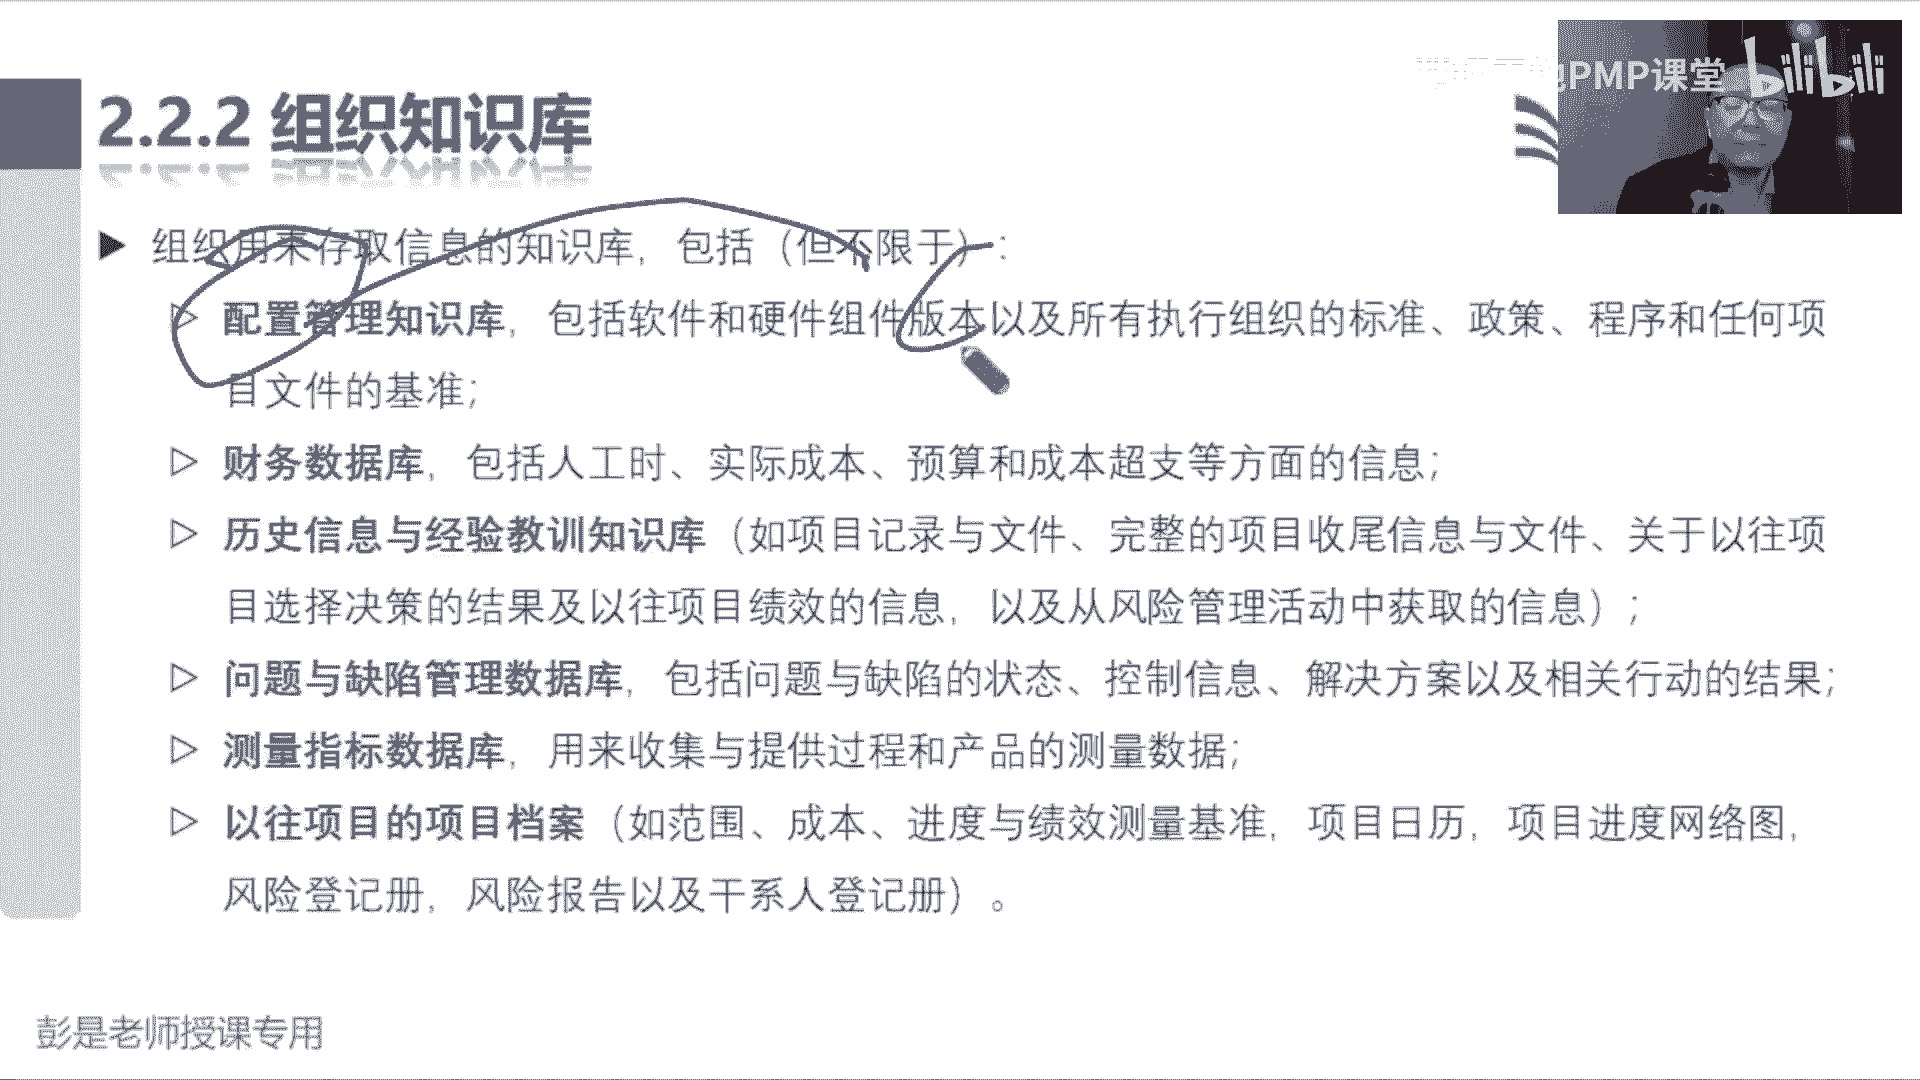 PMP课堂 bilibili
2.2.2 组织知识库
组织用来存取信息的知识库，包括（但不限于）：
配置管理知识库，包括软件和硬件组件版本以及所有执行组织的标准、政策、程序和任何项
目文件的基准；
财务数据库，包括人工时、实际成本、预算和成本超支等方面的信息；
历史信息与经验教训知识库（如项目记录与文件、完整的项目收尾信息与文件、关于以往项
目选择决策的结果及以往项目绩效的信息，以及从风险管理活动中获取的信息）；
问题与缺陷管理数据库，包括问题与缺陷的状态、控制信息、解决方案以及相关行动的结果；
测量指标数据库，用来收集与提供过程和产品的测量数据；
以往项目的项目档案（如范围、成本、进度与绩效测量基准，项目日历，项目进度网络图，
风险登记册，风险报告以及干系人登记册）。
彭是老师授课专用